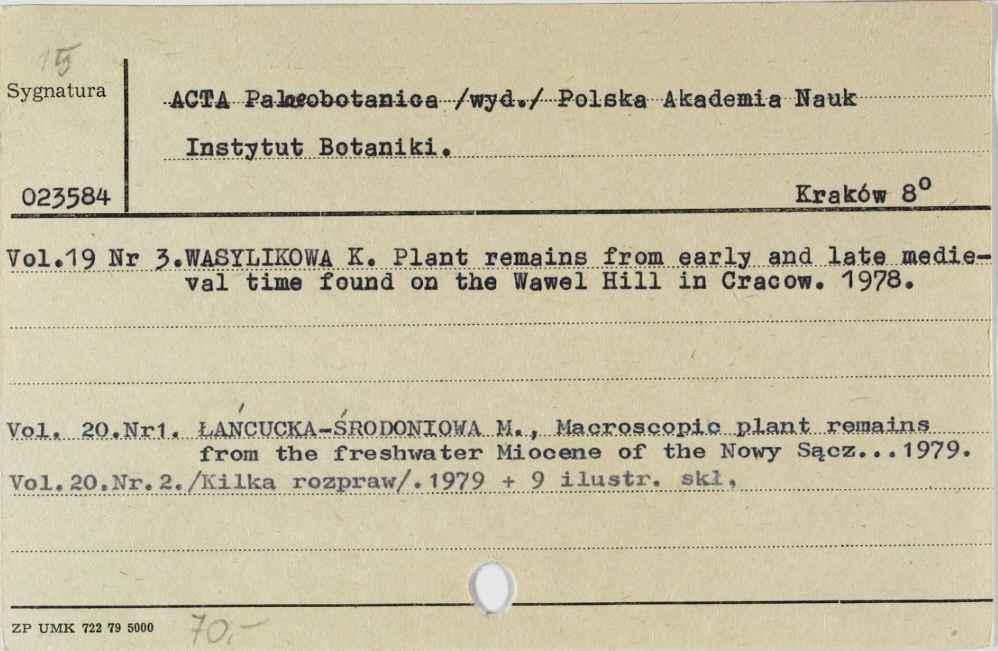 Sygnatura
ACTA Palaeobotanica /wyd./ Polska Akademia Nauk
Instytut Botaniki.
023584
Kraków 8⁰
Vol.19 Nr 3.WASYLIKOWA K. Plant remains from early and late medie-
val time found on the Wawel Hill in Cracow. 1978.
Vol. 20.Nr1. ŁAŃCUCKA-ŚRODONIOWA M., Macroscopic plant remains
from the freshwater Miocene of the Nowy Sącz...1979.
Vol.20.Nr.2./Kilka rozpraw/.1979 + 9 ilustr. skł,
ZP UMK 722 79 5000
70,-